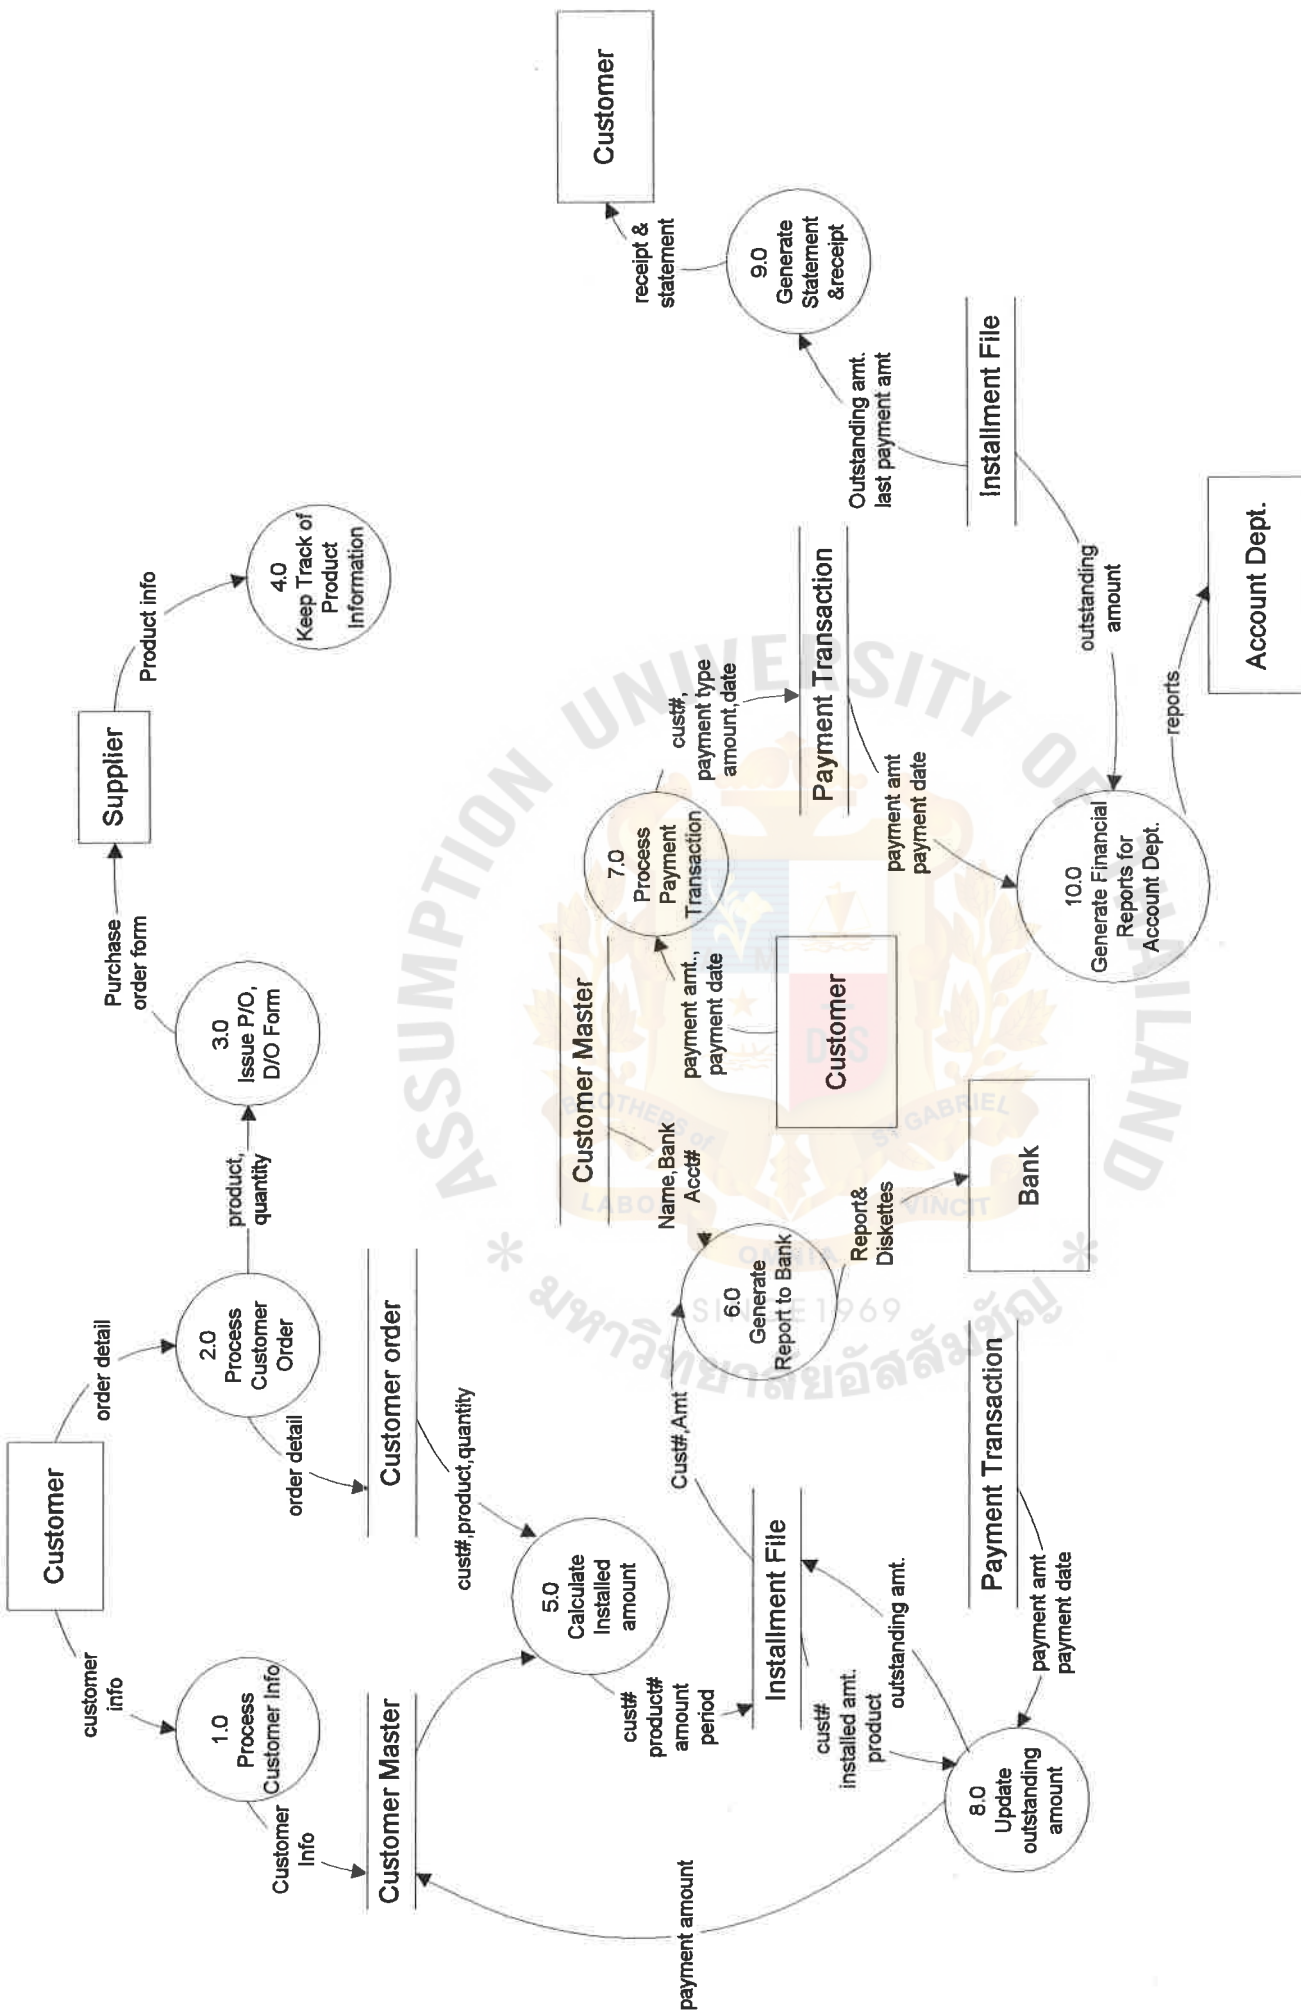 Customer
customer
info
order detail
1.0
Process
Customer Info
Customer
Info
Customer Master
2.0
Process
Customer
Order
order detail
Customer order
product,
quantity
3.0
Issue P/O,
D/O Form
Purchase
order form
Supplier
Product info
4.0
Keep Track of
Product
Information
cust#,product,quantity
5.0
Calculate
Installed
amount
cust#
product#
amount
period
Installment File
Cust#,Amt
6.0
Generate
Report to Bank
Customer Master
Name,Bank
Acct#
Report&
Diskettes
Bank
Customer
payment amt.,
payment date
7.0
Process
Payment
Transaction
cust#,
payment type
amount,date
Payment Transaction
payment amt
payment date
payment amount
8.0
Update
outstanding
amount
cust#
installed amt.
product
outstanding amt.
Payment Transaction
payment amt
payment date
10.0
Generate Financial
Reports for
Account Dept.
reports
Account Dept.
outstanding
amount
Installment File
Outstanding amt.
last payment amt
9.0
Generate
Statement
&receipt
receipt &
statement
Customer
ASSUMPTION UNIVERSITY OF THAILAND
BROTHERS of
ST GABRIEL
LABOR
OMNIA
VINCIT
SINCE 1969
มหาวิทยาลัยอัสสัมชัญ